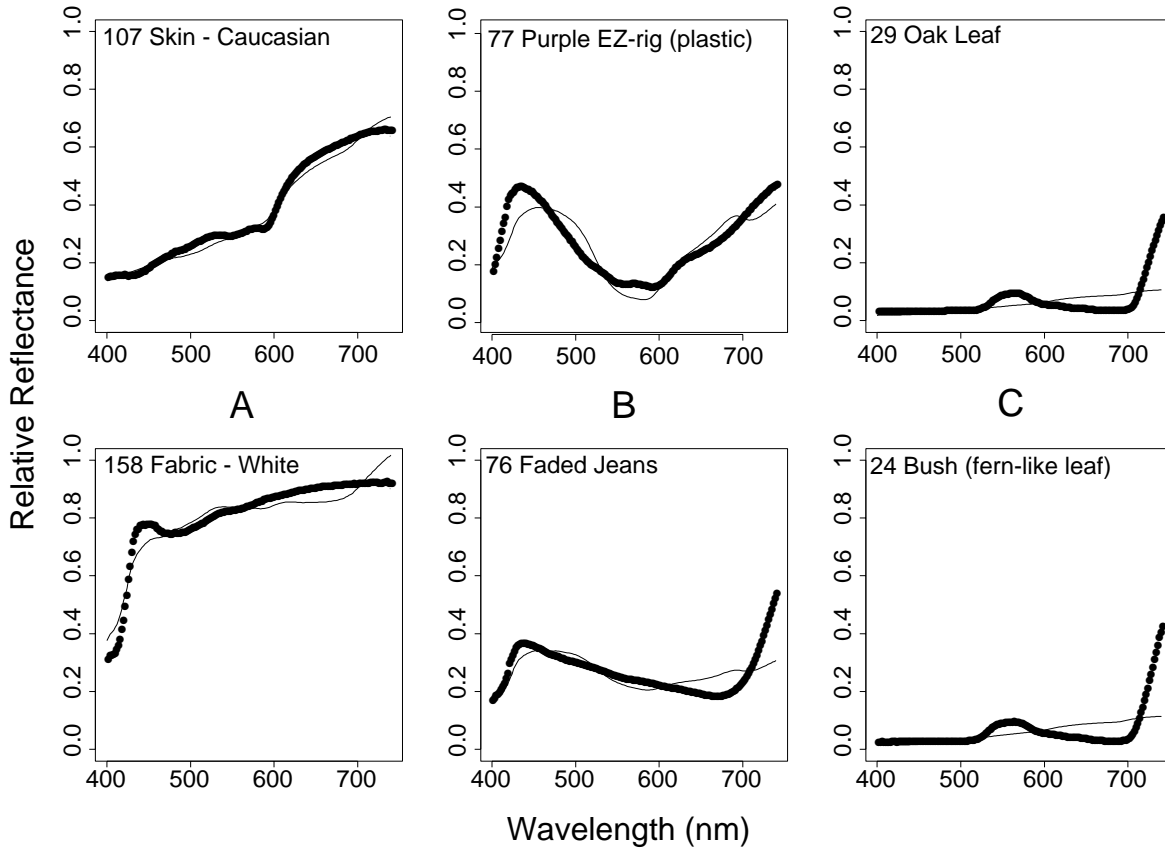 107 Skin - Caucasian
77 Purple EZ-rig (plastic)
29 Oak Leaf
0.0 0.2 0.4 0.6 0.8 1.0
0.0 0.2 0.4 0.6 0.8 1.0
0.0 0.2 0.4 0.6 0.8 1.0
400 500 600 700
400 500 600 700
400 500 600 700
A
B
C
Relative Reflectance
158 Fabric - White
76 Faded Jeans
24 Bush (fern-like leaf)
0.0 0.2 0.4 0.6 0.8 1.0
0.0 0.2 0.4 0.6 0.8 1.0
0.0 0.2 0.4 0.6 0.8 1.0
400 500 600 700
400 500 600 700
400 500 600 700
Wavelength (nm)